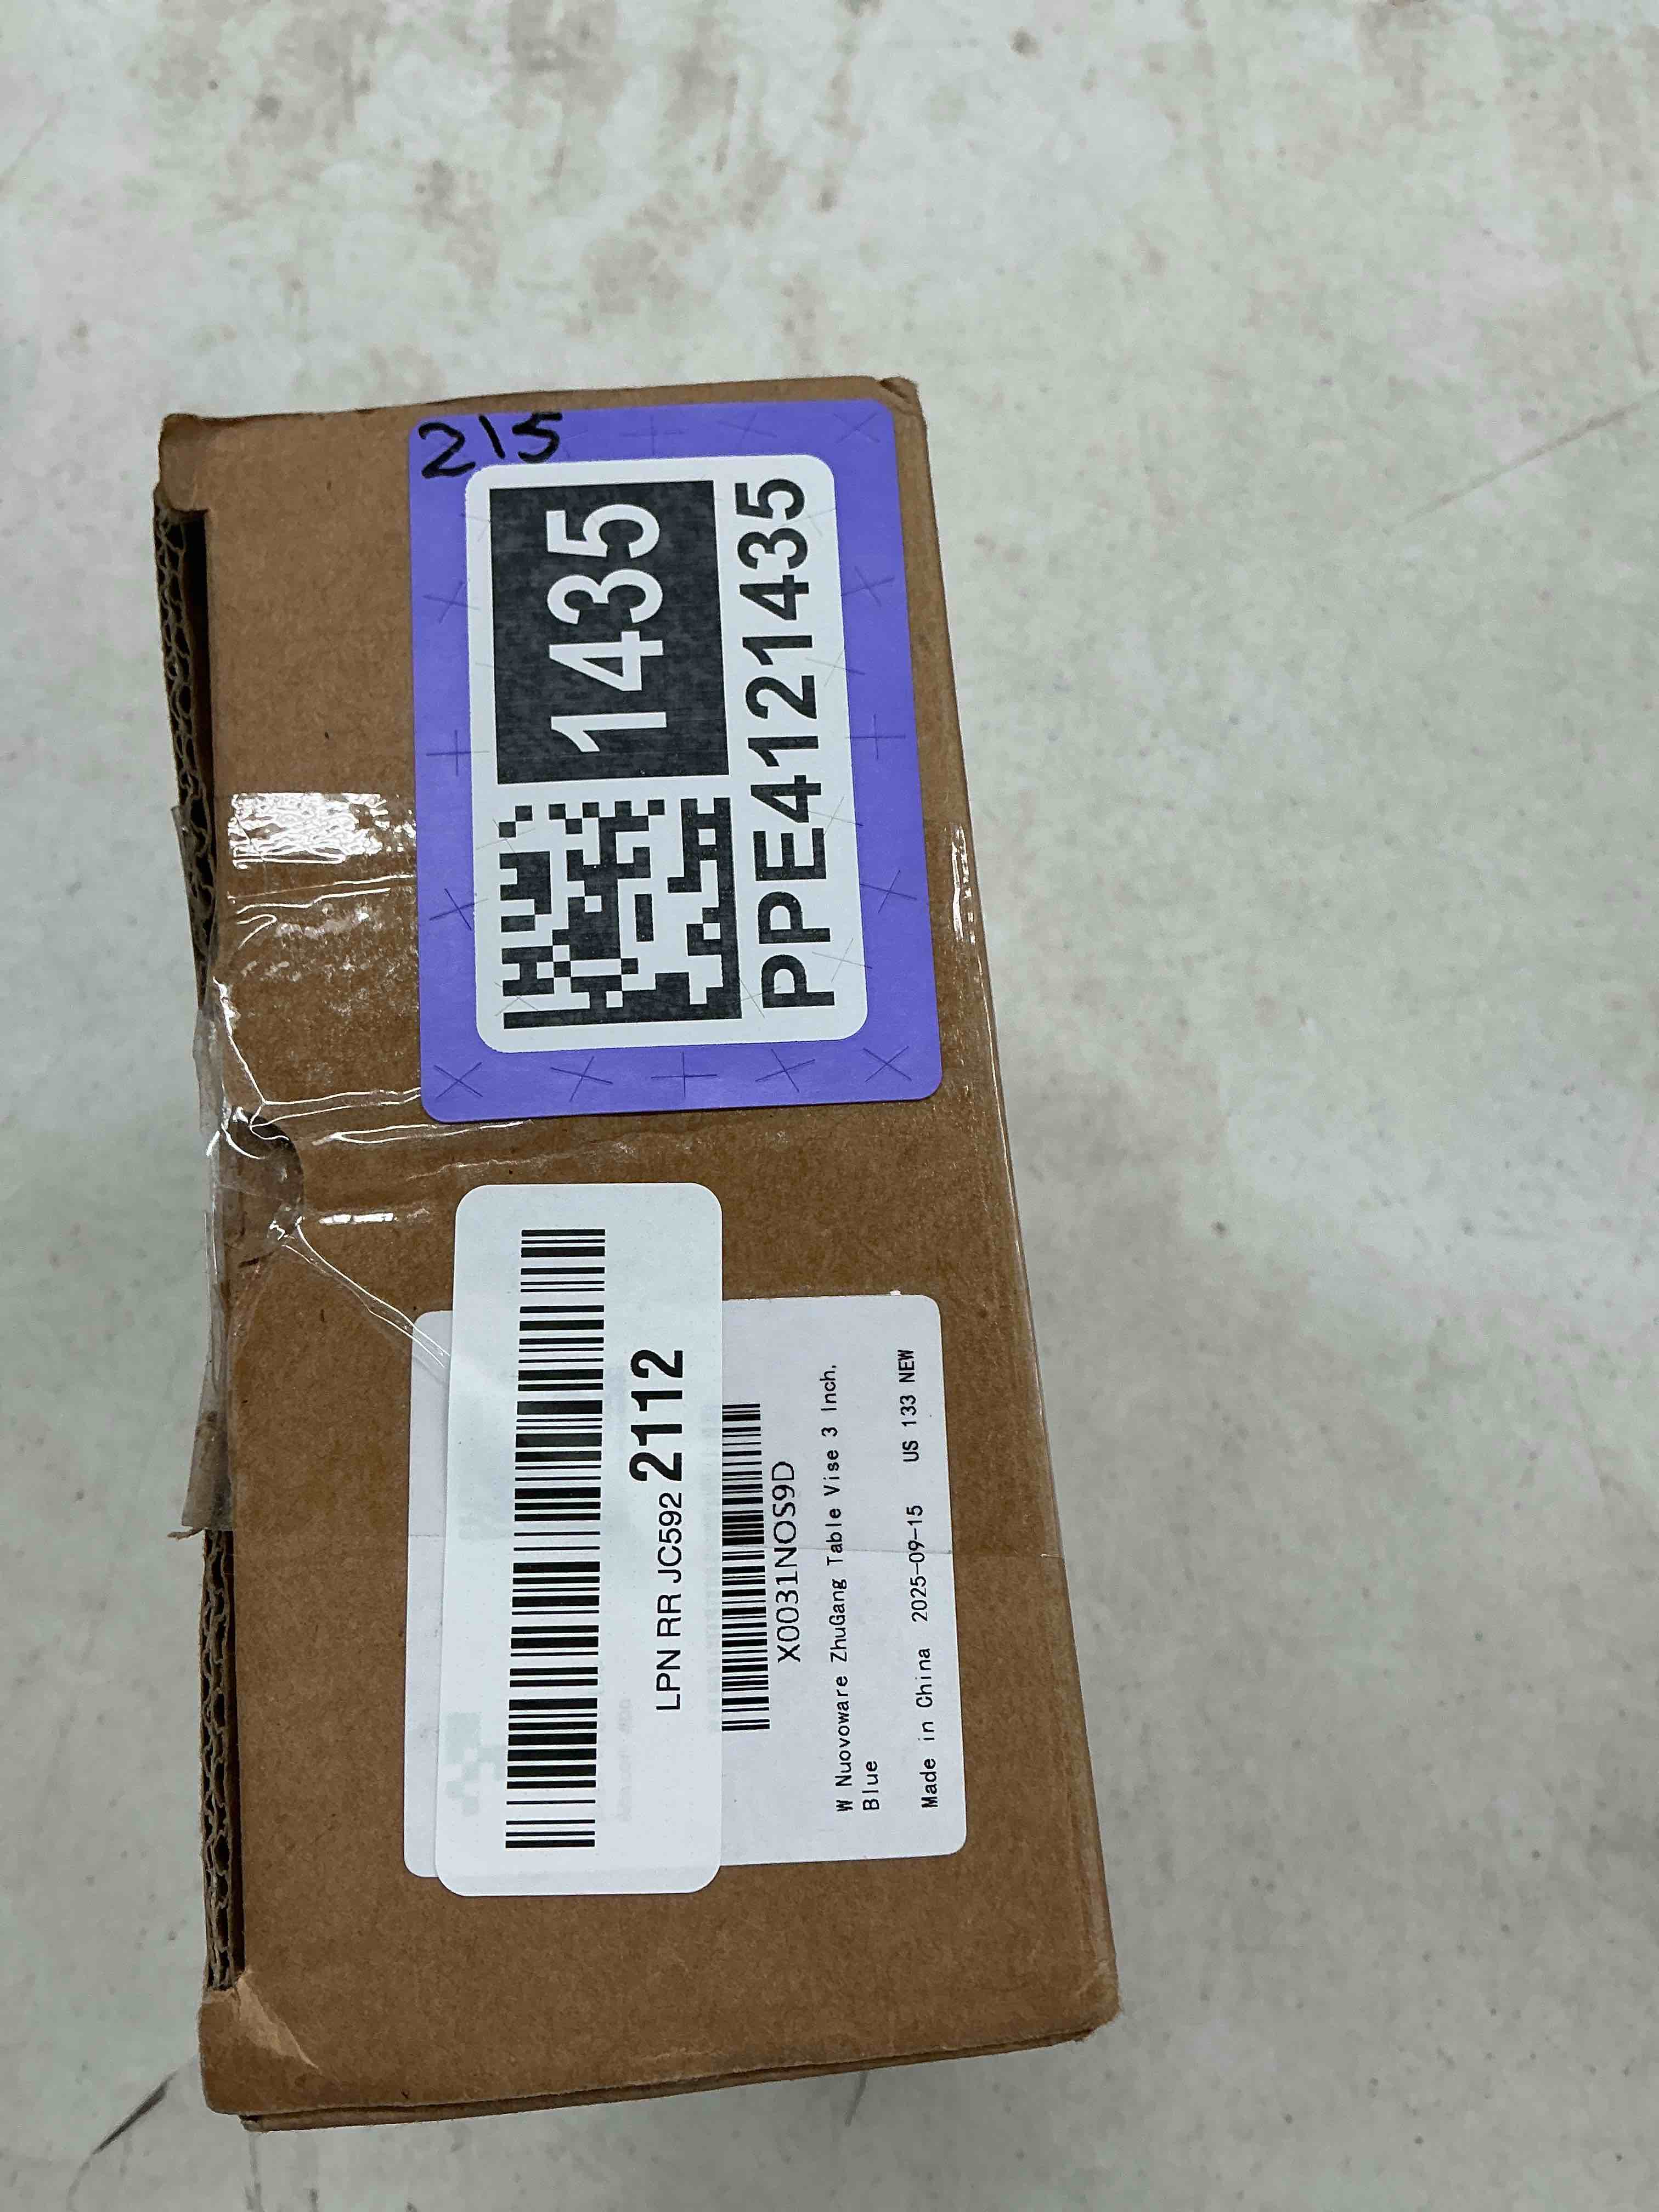 215
1435
PPE4121435
LPN RR JC592 2112
X0031NOS9D
W Nuovoware ZhuGang Table Vise 3 Inch,
Blue
Made in China 2025-09-15 US 133 NEW